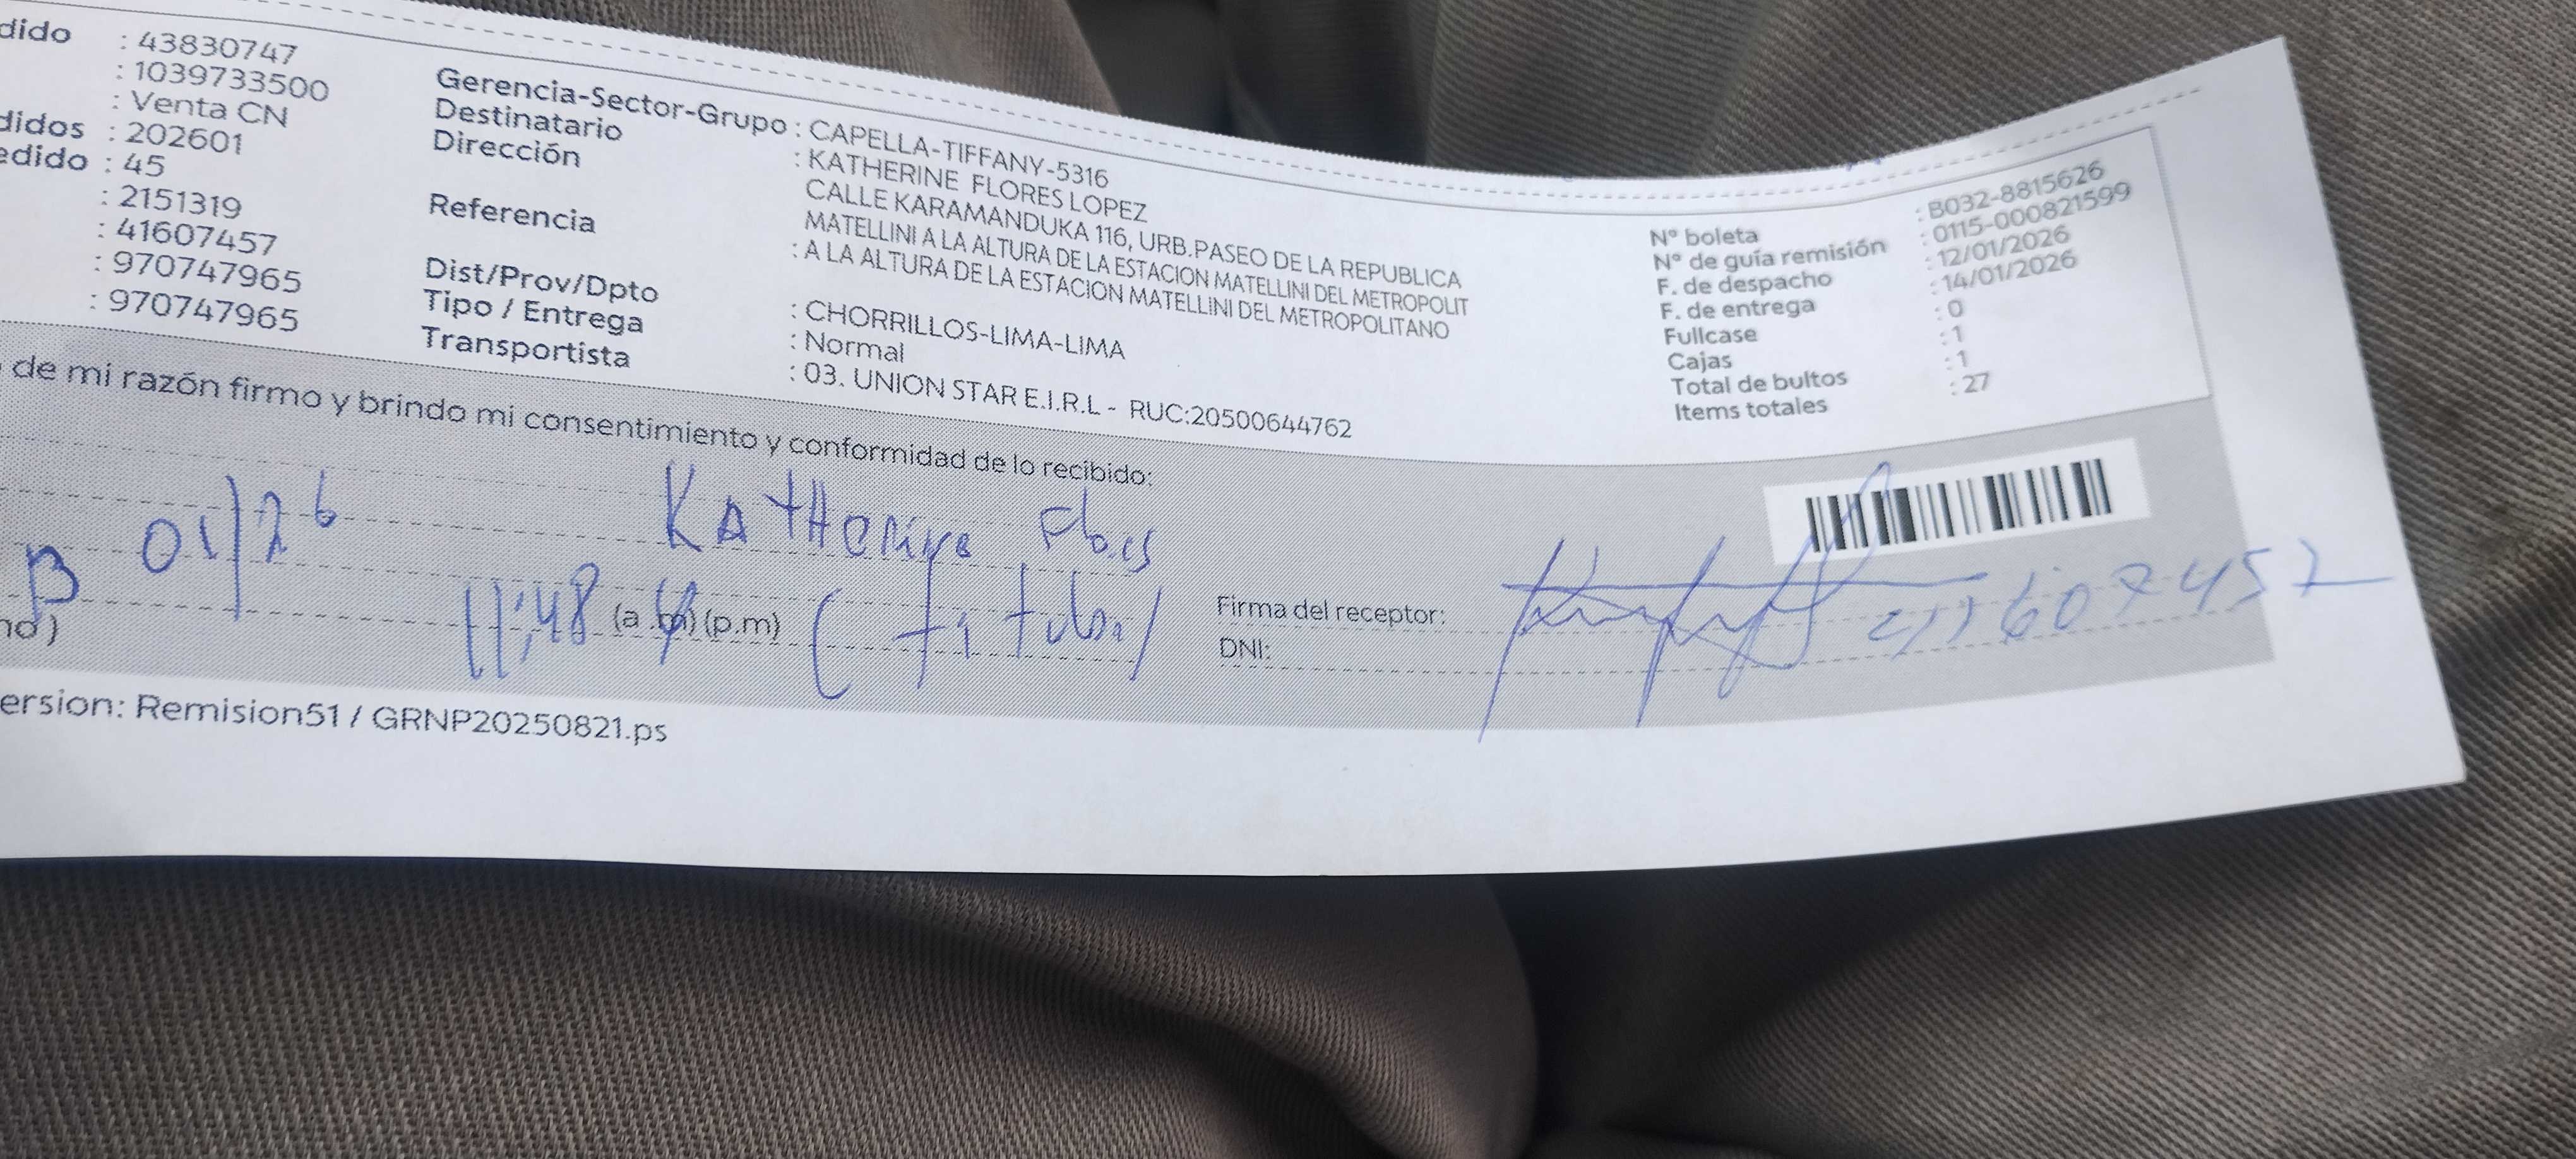 dido : 43830747
: 1039733500
: Venta CN
didos : 202601
edido : 45
: 2151319
: 41607457
: 970747965
: 970747965
Gerencia-Sector-Grupo : CAPELLA-TIFFANY-5316
Destinatario : KATHERINE FLORES LOPEZ
Dirección CALLE KARAMANDUKA 116, URB.PASEO DE LA REPUBLICA
MATELLINI A LA ALTURA DE LA ESTACION MATELLINI DEL METROPOLIT
Referencia : A LA ALTURA DE LA ESTACION MATELLINI DEL METROPOLITANO
Dist/Prov/Dpto : CHORRILLOS-LIMA-LIMA
Tipo / Entrega : Normal
Transportista : 03. UNION STAR E.I.R.L - RUC:20500644762
Nº boleta : B032-8815626
Nº de guía remisión : 0115-000821599
F. de despacho : 12/01/2026
F. de entrega : 14/01/2026
Fullcase : 0
Cajas : 1
Total de bultos : 1
Items totales : 27
de mi razón firmo y brindo mi consentimiento y conformidad de lo recibido:
01/26 Katherine Flores
11:48 (a.m) (p.m) (titular)
Firma del receptor:
DNI: 41607457
no)
ersion: Remision51 / GRNP20250821.ps